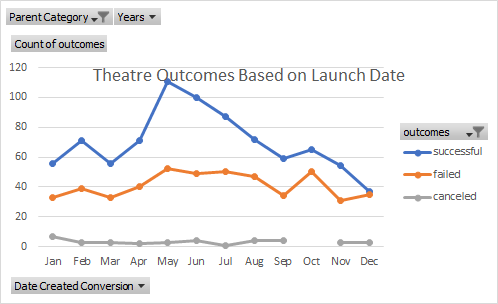 Parent Category Years
Count of outcomes
Theatre Outcomes Based on Launch Date
120
100
80
60
40
20
0
Jan Feb Mar Apr May Jun Jul Aug Sep Oct Nov Dec
outcomes
successful
failed
canceled
Date Created Conversion